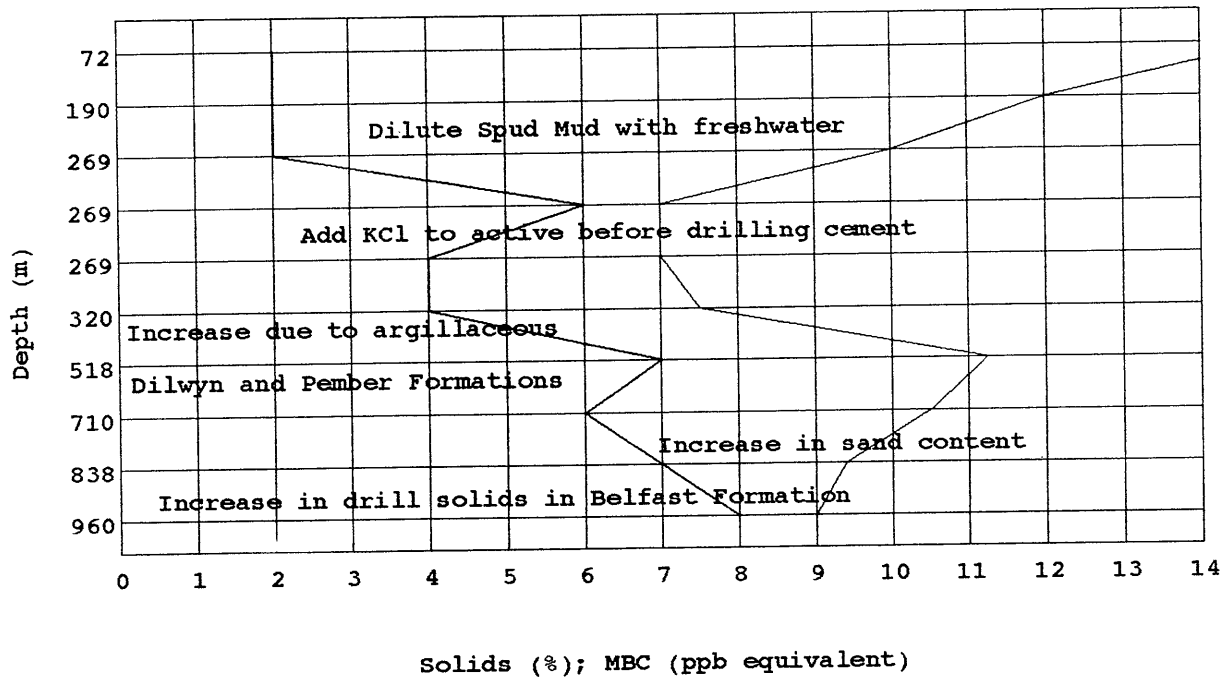 72
190
Dilute Spud Mud with freshwater
269
269
Add KCl to active before drilling cement
269
320
Increase due to argillaceous
518
Dilwyn and Pember Formations
710
Increase in sand content
838
Increase in drill solids in Belfast Formation
960
Depth (m)
0 1 2 3 4 5 6 7 8 9 10 11 12 13 14
Solids (%); MBC (ppb equivalent)